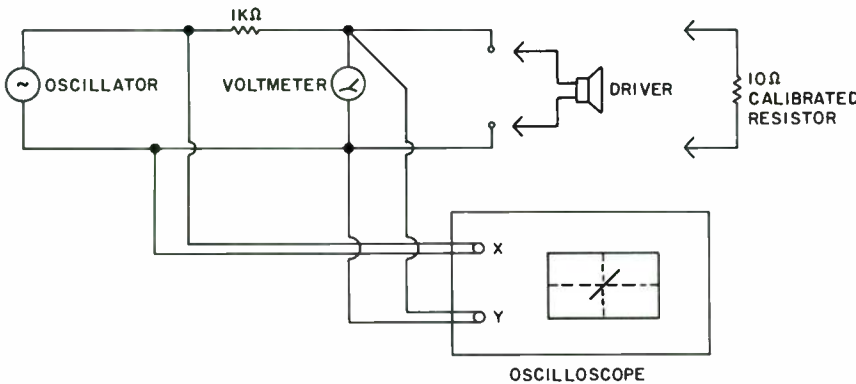 1KΩ
OSCILLATOR
VOLTMETER
DRIVER
10Ω
CALIBRATED
RESISTOR
X
Y
OSCILLOSCOPE